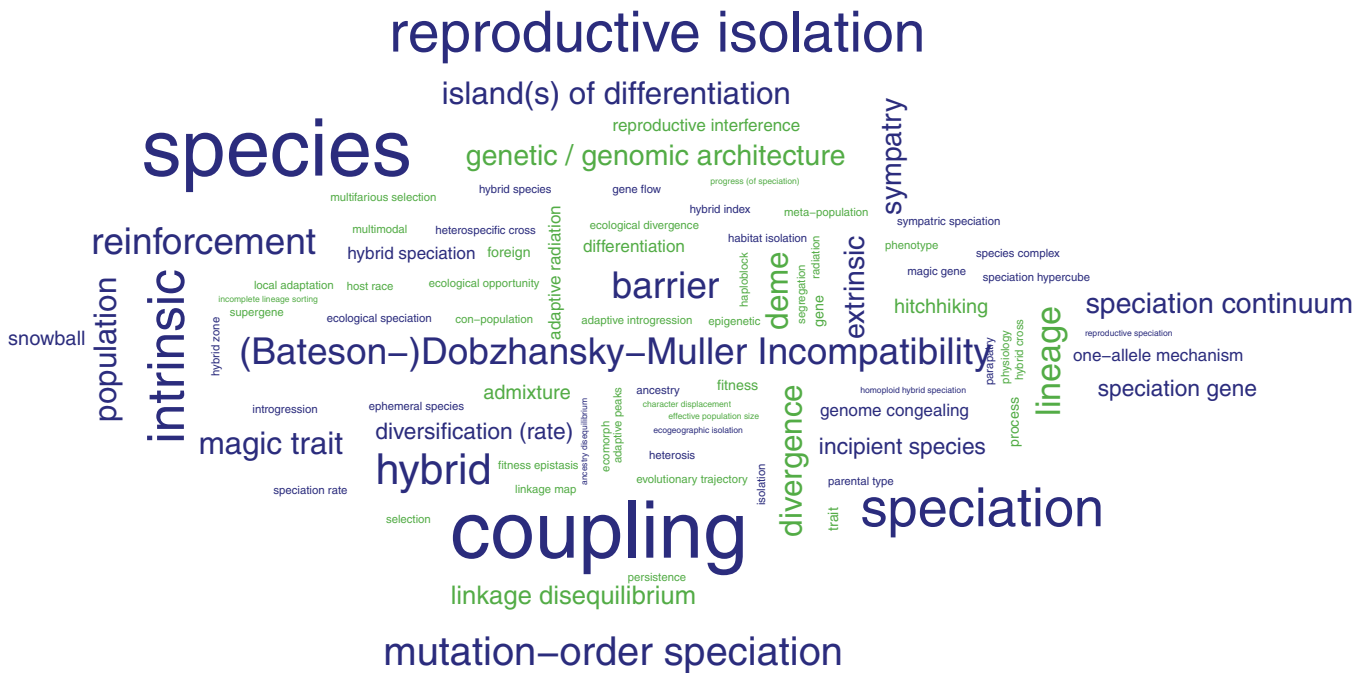 reproductive isolation
island(s) of differentiation
reproductive interference
species
genetic / genomic architecture
sympatry
progress (of speciation)
multifarious selection
hybrid species
gene flow
hybrid index
meta−population
sympatric speciation
multimodal
heterospecific cross
adaptive radiation
ecological divergence
habitat isolation
reinforcement
hybrid speciation
foreign
differentiation
radiation
extrinsic
phenotype
species complex
magic gene
speciation hypercube
local adaptation
host race
ecological opportunity
barrier
haploblock
deme
segregation
gene
hitchhiking
speciation continuum
incomplete lineage sorting
supergene
ecological speciation
con−population
adaptive introgression
epigenetic
snowball
population
intrinsic
hybrid zone
(Bateson−)Dobzhansky−Muller Incompatibility
parapatry
physiology
hybrid cross
lineage
reproductive speciation
one−allele mechanism
speciation gene
admixture
ancestry
fitness
homoploid hybrid speciation
introgression
ephemeral species
ancestry disequilibrium
ecomorph
adaptive peaks
character displacement
effective population size
ecogeographic isolation
divergence
genome congealing
process
magic trait
diversification (rate)
incipient species
hybrid
fitness epistasis
heterosis
speciation rate
linkage map
evolutionary trajectory
isolation
parental type
selection
coupling
trait
speciation
persistence
linkage disequilibrium
mutation−order speciation